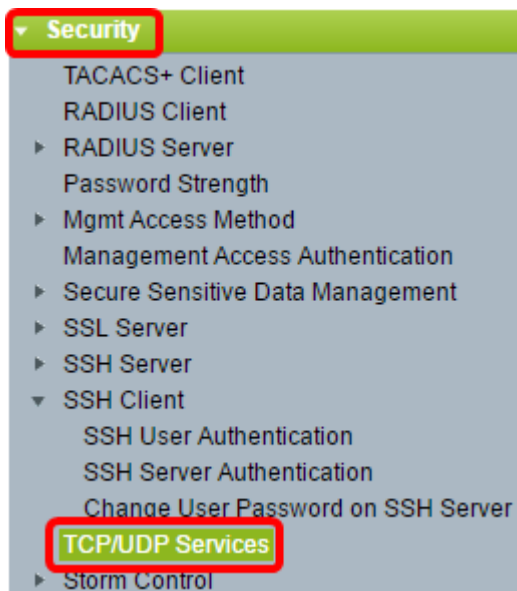 Security
TACACS+ Client
RADIUS Client
RADIUS Server
Password Strength
Mgmt Access Method
Management Access Authentication
Secure Sensitive Data Management
SSL Server
SSH Server
SSH Client
SSH User Authentication
SSH Server Authentication
Change User Password on SSH Server
TCP/UDP Services
Storm Control